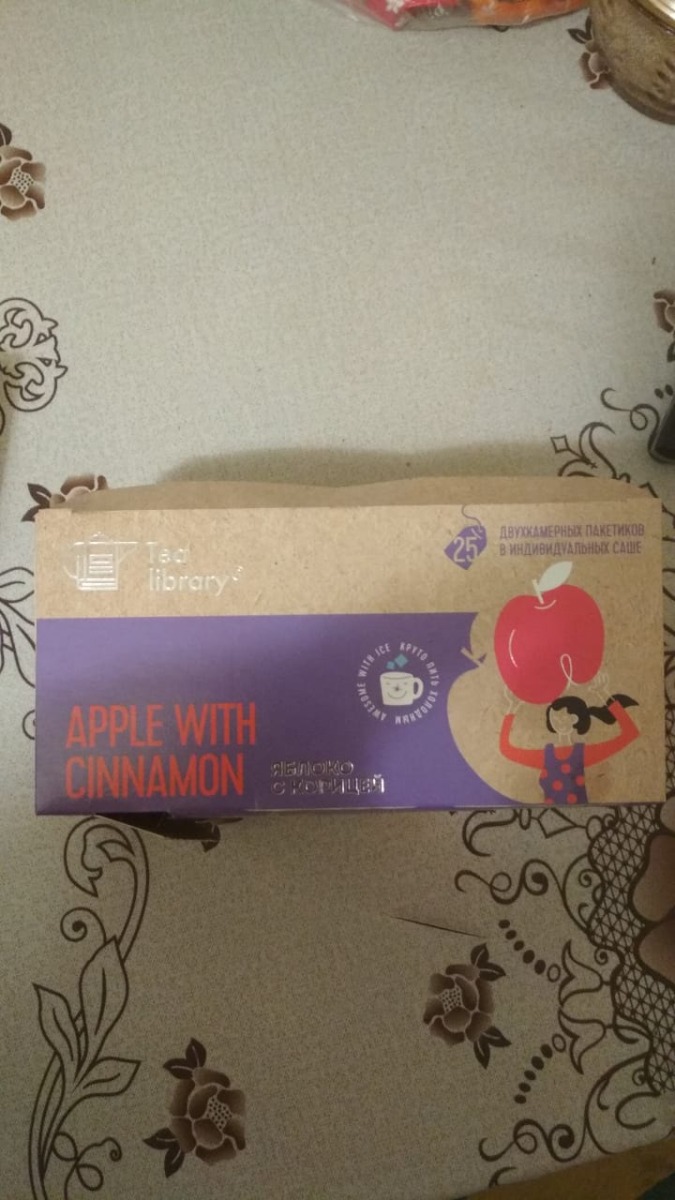 Tea
library
25
ДВУХКАМЕРНЫХ ПАКЕТИКОВ
В ИНДИВИДУАЛЬНЫХ САШЕ
AWESOME WITH ICE
КРУТО ПИТЬ ХОЛОДНЫМ
APPLE WITH
CINNAMON
ЯБЛОКО
С КОРИЦЕЙ